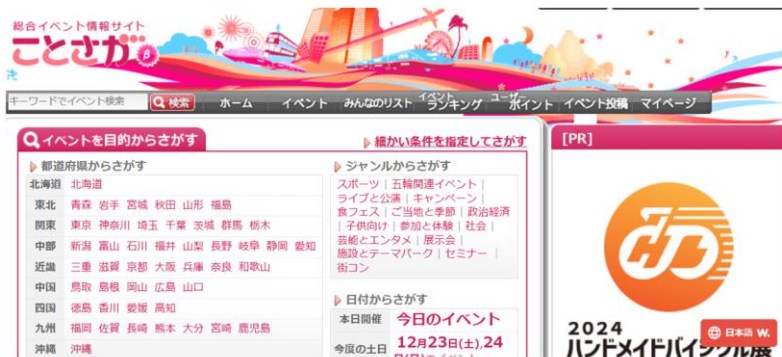 総合イベント情報サイト
ことさが β
キーワードでイベント検索 検索 ホーム イベント みんなのリスト イベントランキング ユーザーポイント イベント投稿 マイページ
イベントを目的からさがす
細かい条件を指定してさがす
都道府県からさがす
北海道 北海道
東北 青森 岩手 宮城 秋田 山形 福島
関東 東京 神奈川 埼玉 千葉 茨城 群馬 栃木
中部 新潟 富山 石川 福井 山梨 長野 岐阜 静岡 愛知
近畿 三重 滋賀 京都 大阪 兵庫 奈良 和歌山
中国 鳥取 島根 岡山 広島 山口
四国 徳島 香川 愛媛 高知
九州 福岡 佐賀 長崎 熊本 大分 宮崎 鹿児島
沖縄 沖縄
ジャンルからさがす
スポーツ | 五輪関連イベント |
ライブと公演 | キャンペーン |
食フェス | ご当地と季節 | 政治経済
| 子供向け | 参加と体験 | 社会 |
芸能とエンタメ | 展示会 |
施設とテーマパーク | セミナー |
街コン
日付からさがす
本日開催 今日のイベント
今度の土日 12月23日(土),24
日(日)のイベント
[PR]
2024
ハンドメイドバイシクル展
日本語 W.